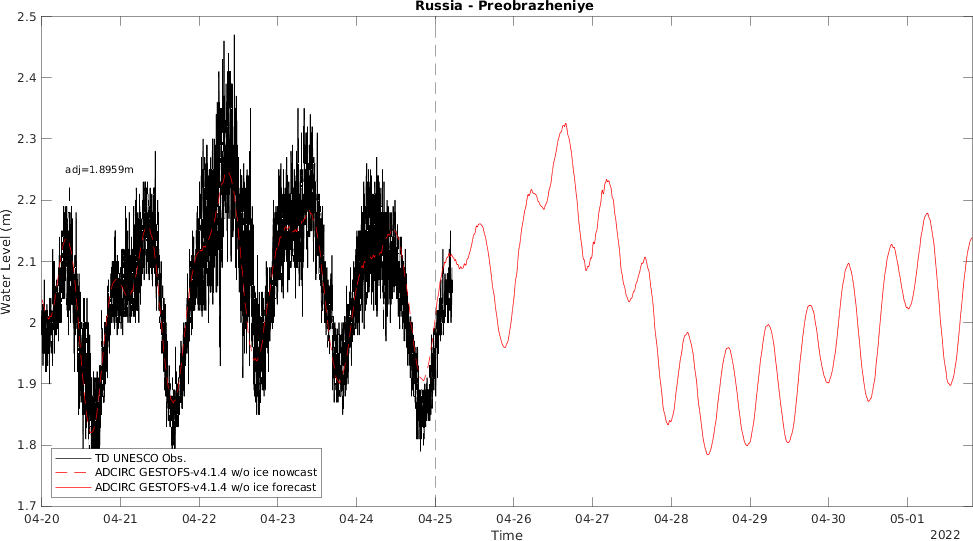 Russia - Preobrazheniye
2.5
2.4
2.3
2.2
2.1
2
1.9
1.8
1.7
Water Level (m)
adj=1.8959m
TD UNESCO Obs.
ADCIRC GESTOFS-v4.1.4 w/o ice nowcast
ADCIRC GESTOFS-v4.1.4 w/o ice forecast
04-20 04-21 04-22 04-23 04-24 04-25 04-26 04-27 04-28 04-29 04-30 05-01
Time
2022